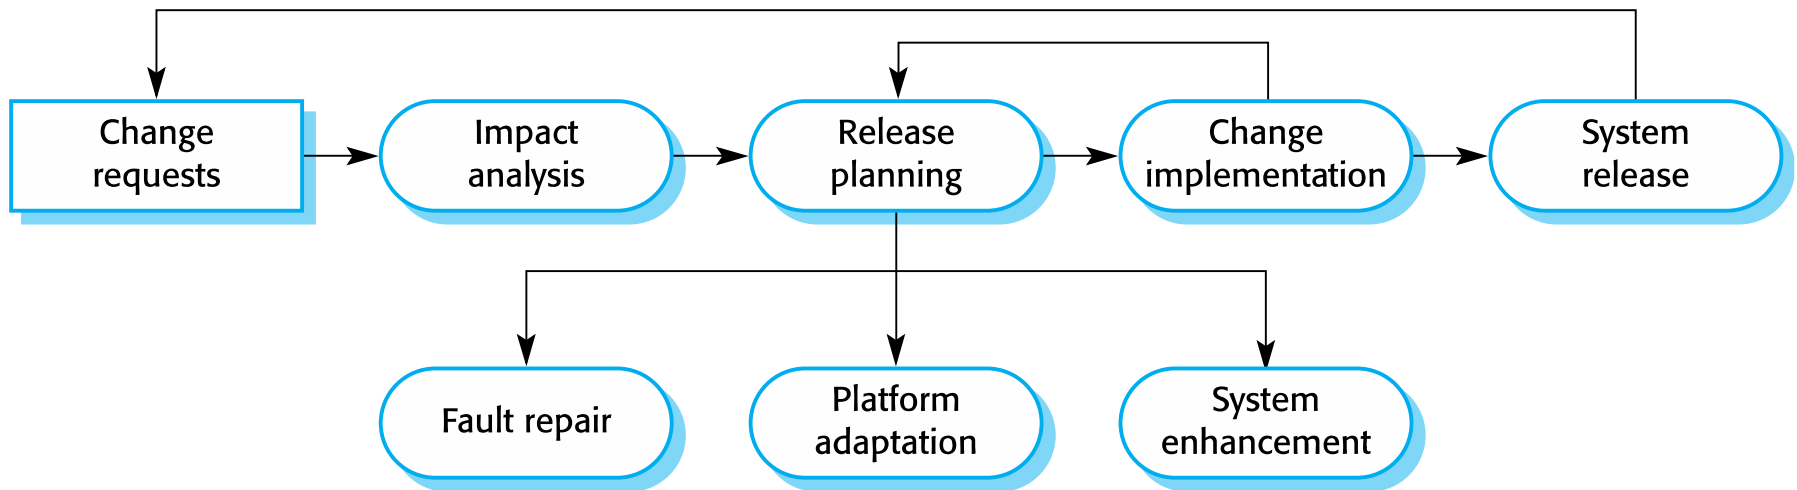 Change
requests
Impact
analysis
Release
planning
Change
implementation
System
release
Fault repair
Platform
adaptation
System
enhancement